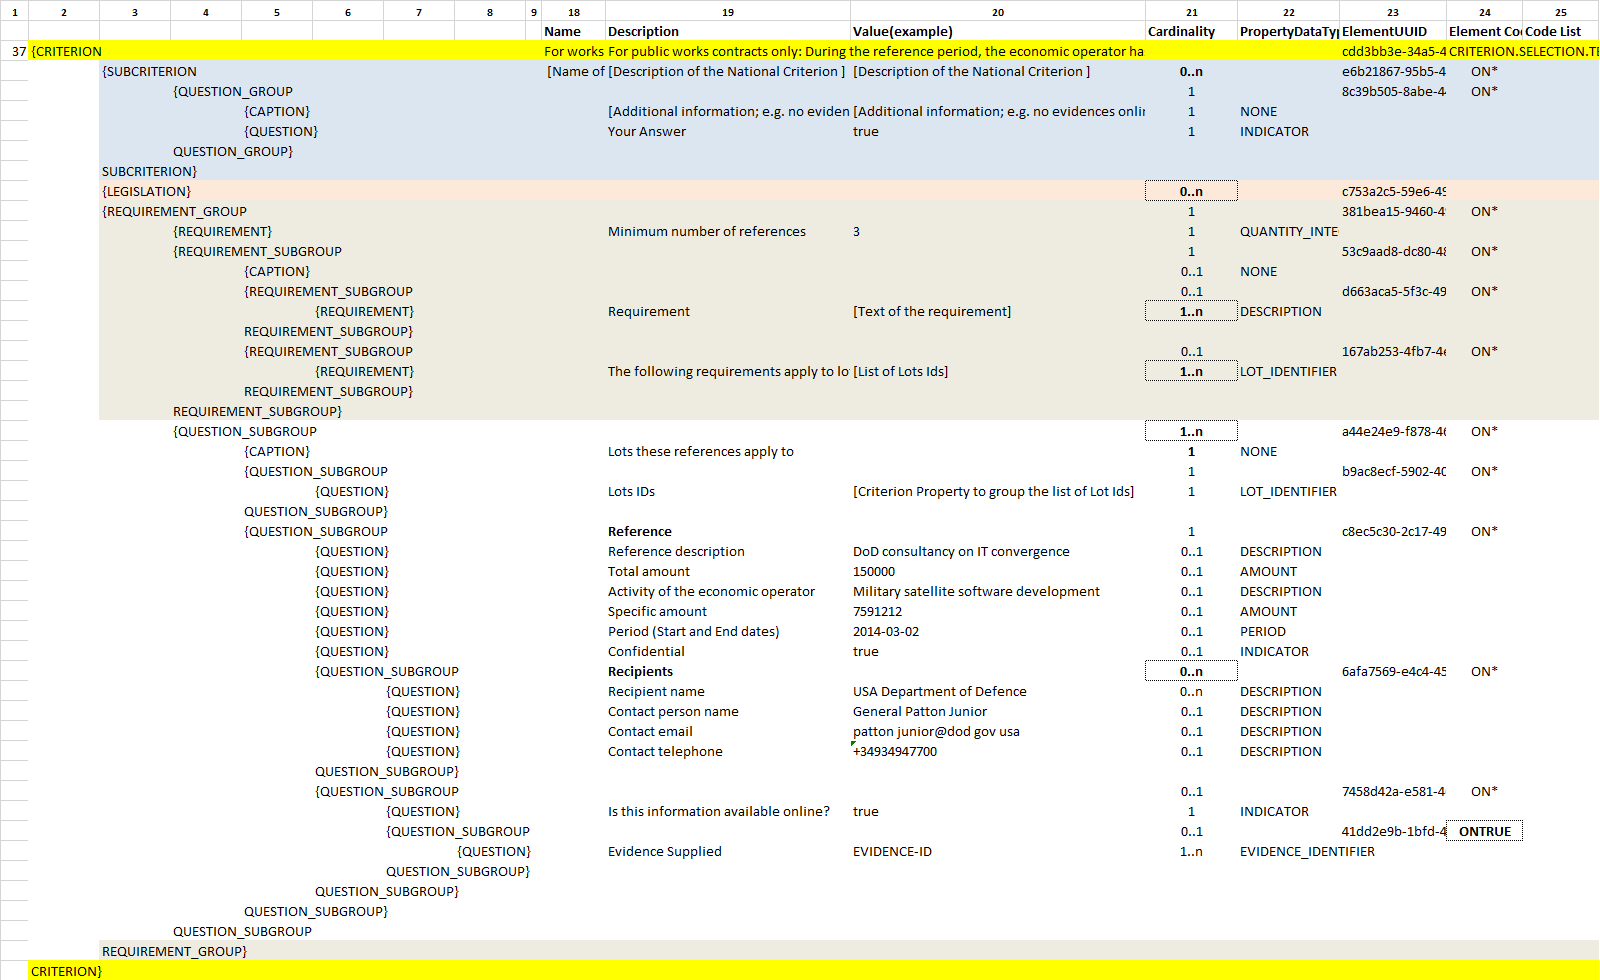 1 2 3 4 5 6 7 8 9 18 19 20 21 22 23 24 25
Name Description Value(example) Cardinality PropertyDataTy ElementUUID Element Co Code List
37 {CRITERION For works For public works contracts only: During the reference period, the economic operator ha cdd3bb3e-34a5-4 CRITERION.SELECTION.TE
{SUBCRITERION [Name of [Description of the National Criterion ] [Description of the National Criterion ] 0..n e6b21867-95b5-4 ON*
{QUESTION_GROUP 1 8c39b505-8abe-4 ON*
{CAPTION} [Additional information; e.g. no eviden [Additional information; e.g. no evidences onlin 1 NONE
{QUESTION} Your Answer true 1 INDICATOR
QUESTION_GROUP}
SUBCRITERION}
{LEGISLATION} 0..n c753a2c5-59e6-49
{REQUIREMENT_GROUP 1 381bea15-9460-4 ON*
{REQUIREMENT} Minimum number of references 3 1 QUANTITY_INTE
{REQUIREMENT_SUBGROUP 1 53c9aad8-dc80-48 ON*
{CAPTION} 0..1 NONE
{REQUIREMENT_SUBGROUP 0..1 d663aca5-5f3c-49 ON*
{REQUIREMENT} Requirement [Text of the requirement] 1..n DESCRIPTION
REQUIREMENT_SUBGROUP}
{REQUIREMENT_SUBGROUP 0..1 167ab253-4fb7-4e ON*
{REQUIREMENT} The following requirements apply to lo [List of Lots Ids] 1..n LOT_IDENTIFIER
REQUIREMENT_SUBGROUP}
REQUIREMENT_SUBGROUP}
{QUESTION_SUBGROUP 1..n a44e24e9-f878-46 ON*
{CAPTION} Lots these references apply to 1 NONE
{QUESTION_SUBGROUP 1 b9ac8ecf-5902-40 ON*
{QUESTION} Lots IDs [Criterion Property to group the list of Lot Ids] 1 LOT_IDENTIFIER
QUESTION_SUBGROUP}
{QUESTION_SUBGROUP Reference 1 c8ec5c30-2c17-49 ON*
{QUESTION} Reference description DoD consultancy on IT convergence 0..1 DESCRIPTION
{QUESTION} Total amount 150000 0..1 AMOUNT
{QUESTION} Activity of the economic operator Military satellite software development 0..1 DESCRIPTION
{QUESTION} Specific amount 7591212 0..1 AMOUNT
{QUESTION} Period (Start and End dates) 2014-03-02 0..1 PERIOD
{QUESTION} Confidential true 0..1 INDICATOR
{QUESTION_SUBGROUP Recipients 0..n 6afa7569-e4c4-45 ON*
{QUESTION} Recipient name USA Department of Defence 0..n DESCRIPTION
{QUESTION} Contact person name General Patton Junior 0..1 DESCRIPTION
{QUESTION} Contact email patton junior@dod gov usa 0..1 DESCRIPTION
{QUESTION} Contact telephone +34934947700 0..1 DESCRIPTION
QUESTION_SUBGROUP}
{QUESTION_SUBGROUP 0..1 7458d42a-e581-4 ON*
{QUESTION} Is this information available online? true 1 INDICATOR
{QUESTION_SUBGROUP 0..1 41dd2e9b-1bfd-4 ONTRUE
{QUESTION} Evidence Supplied EVIDENCE-ID 1..n EVIDENCE_IDENTIFIER
QUESTION_SUBGROUP}
QUESTION_SUBGROUP}
QUESTION_SUBGROUP}
QUESTION_SUBGROUP
REQUIREMENT_GROUP}
CRITERION}